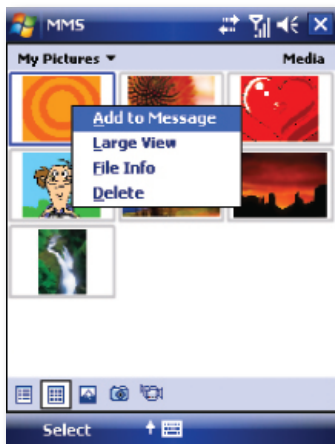 MMS
My Pictures Media
Add to Message
Large View
File Info
Delete
Select